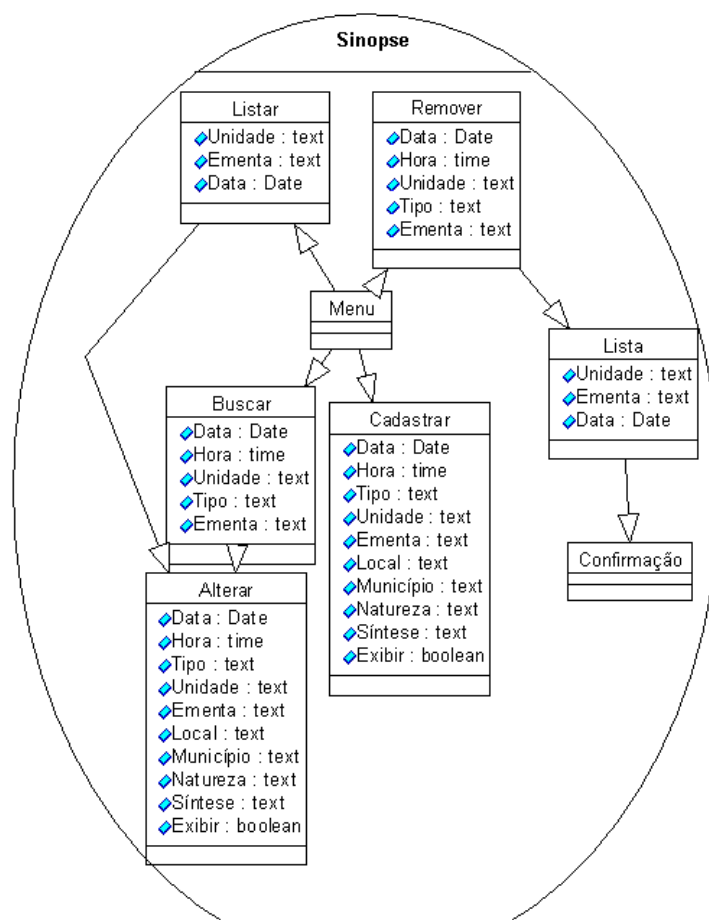 Sinopse
Listar
Unidade : text
Ementa : text
Data : Date
Remover
Data : Date
Hora : time
Unidade : text
Tipo : text
Ementa : text
Menu
Lista
Unidade : text
Ementa : text
Data : Date
Buscar
Data : Date
Hora : time
Unidade : text
Tipo : text
Ementa : text
Cadastrar
Data : Date
Hora : time
Tipo : text
Unidade : text
Ementa : text
Local : text
Município : text
Natureza : text
Síntese : text
Exibir : boolean
Confirmação
Alterar
Data : Date
Hora : time
Tipo : text
Unidade : text
Ementa : text
Local : text
Município : text
Natureza : text
Síntese : text
Exibir : boolean